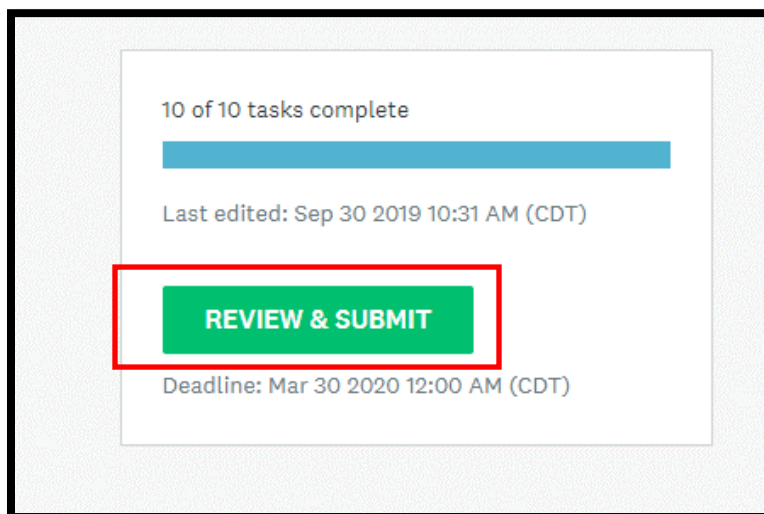 10 of 10 tasks complete
Last edited: Sep 30 2019 10:31 AM (CDT)
REVIEW & SUBMIT
Deadline: Mar 30 2020 12:00 AM (CDT)